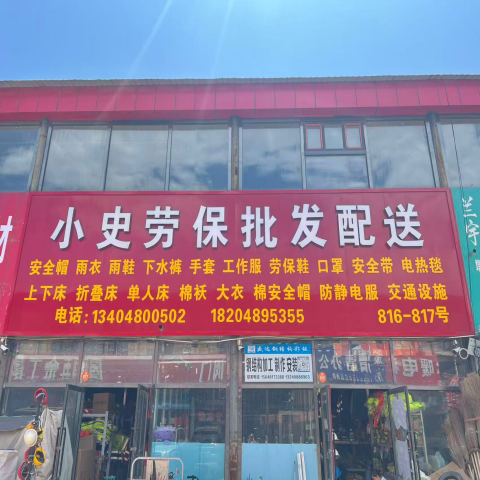 小史劳保批发配送
安全帽 雨衣 雨鞋 下水裤 手套 工作服 劳保鞋 口罩 安全带 电热毯
上下床 折叠床 单人床 棉袄 大衣 棉安全帽 防静电服 交通设施
电话:13404800502 18204895355 816-817号
材
兰宇
钢结构加工 制作 安装